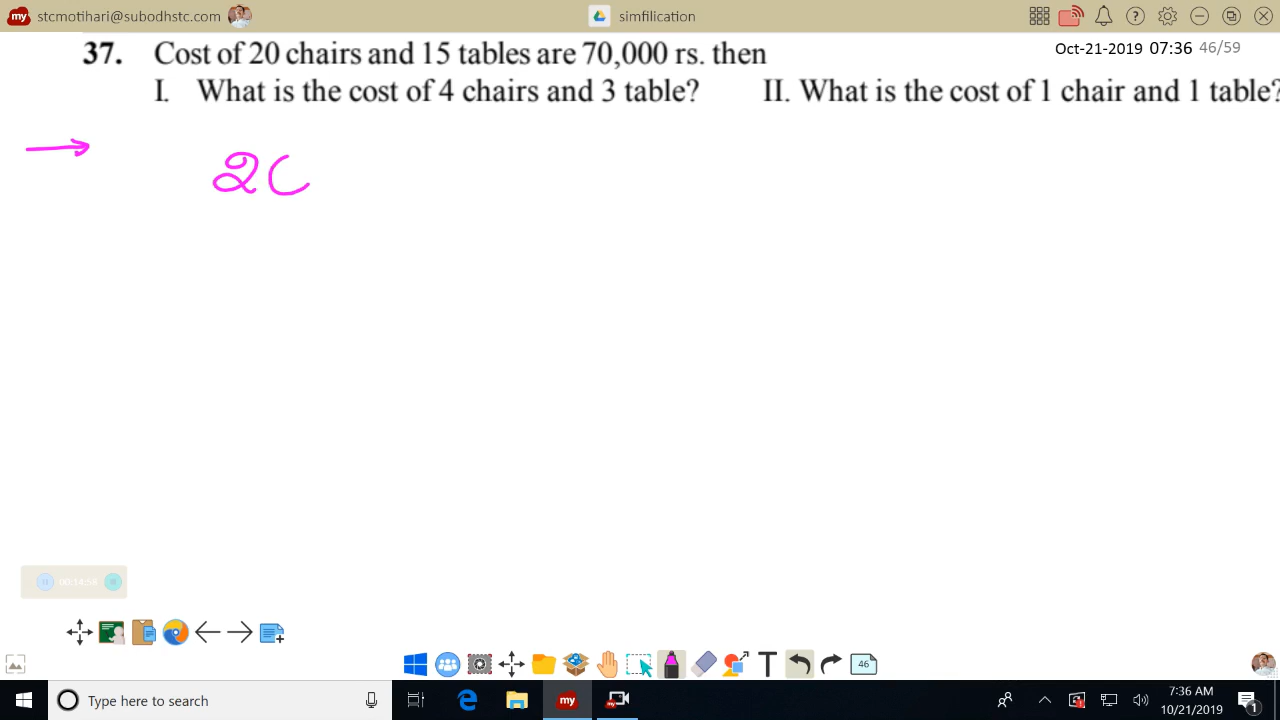 stcmotihari@subodhstc.com
simfilication
Oct-21-2019 07:36 46/59
37. Cost of 20 chairs and 15 tables are 70,000 rs. then
I. What is the cost of 4 chairs and 3 table? II. What is the cost of 1 chair and 1 table?
2C
00:14:58
46
Type here to search
7:36 AM
10/21/2019